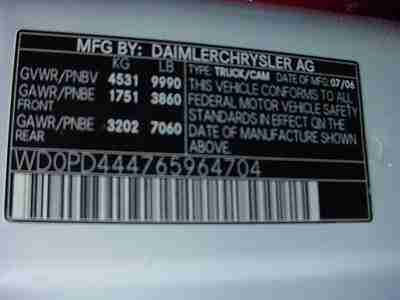 MFG BY: DAIMLERCHRYSLER AG
KG LB TYPE: TRUCK/CAM DATE OF MFG: 07/06
GVWR/PNBV 4531 9990 THIS VEHICLE CONFORMS TO ALL
GAWR/PNBE 1751 3860 FEDERAL MOTOR VEHICLE SAFETY
FRONT STANDARDS IN EFFECT ON THE
GAWR/PNBE 3202 7060 DATE OF MANUFACTURE SHOWN
REAR ABOVE.
WD0PD444765964704